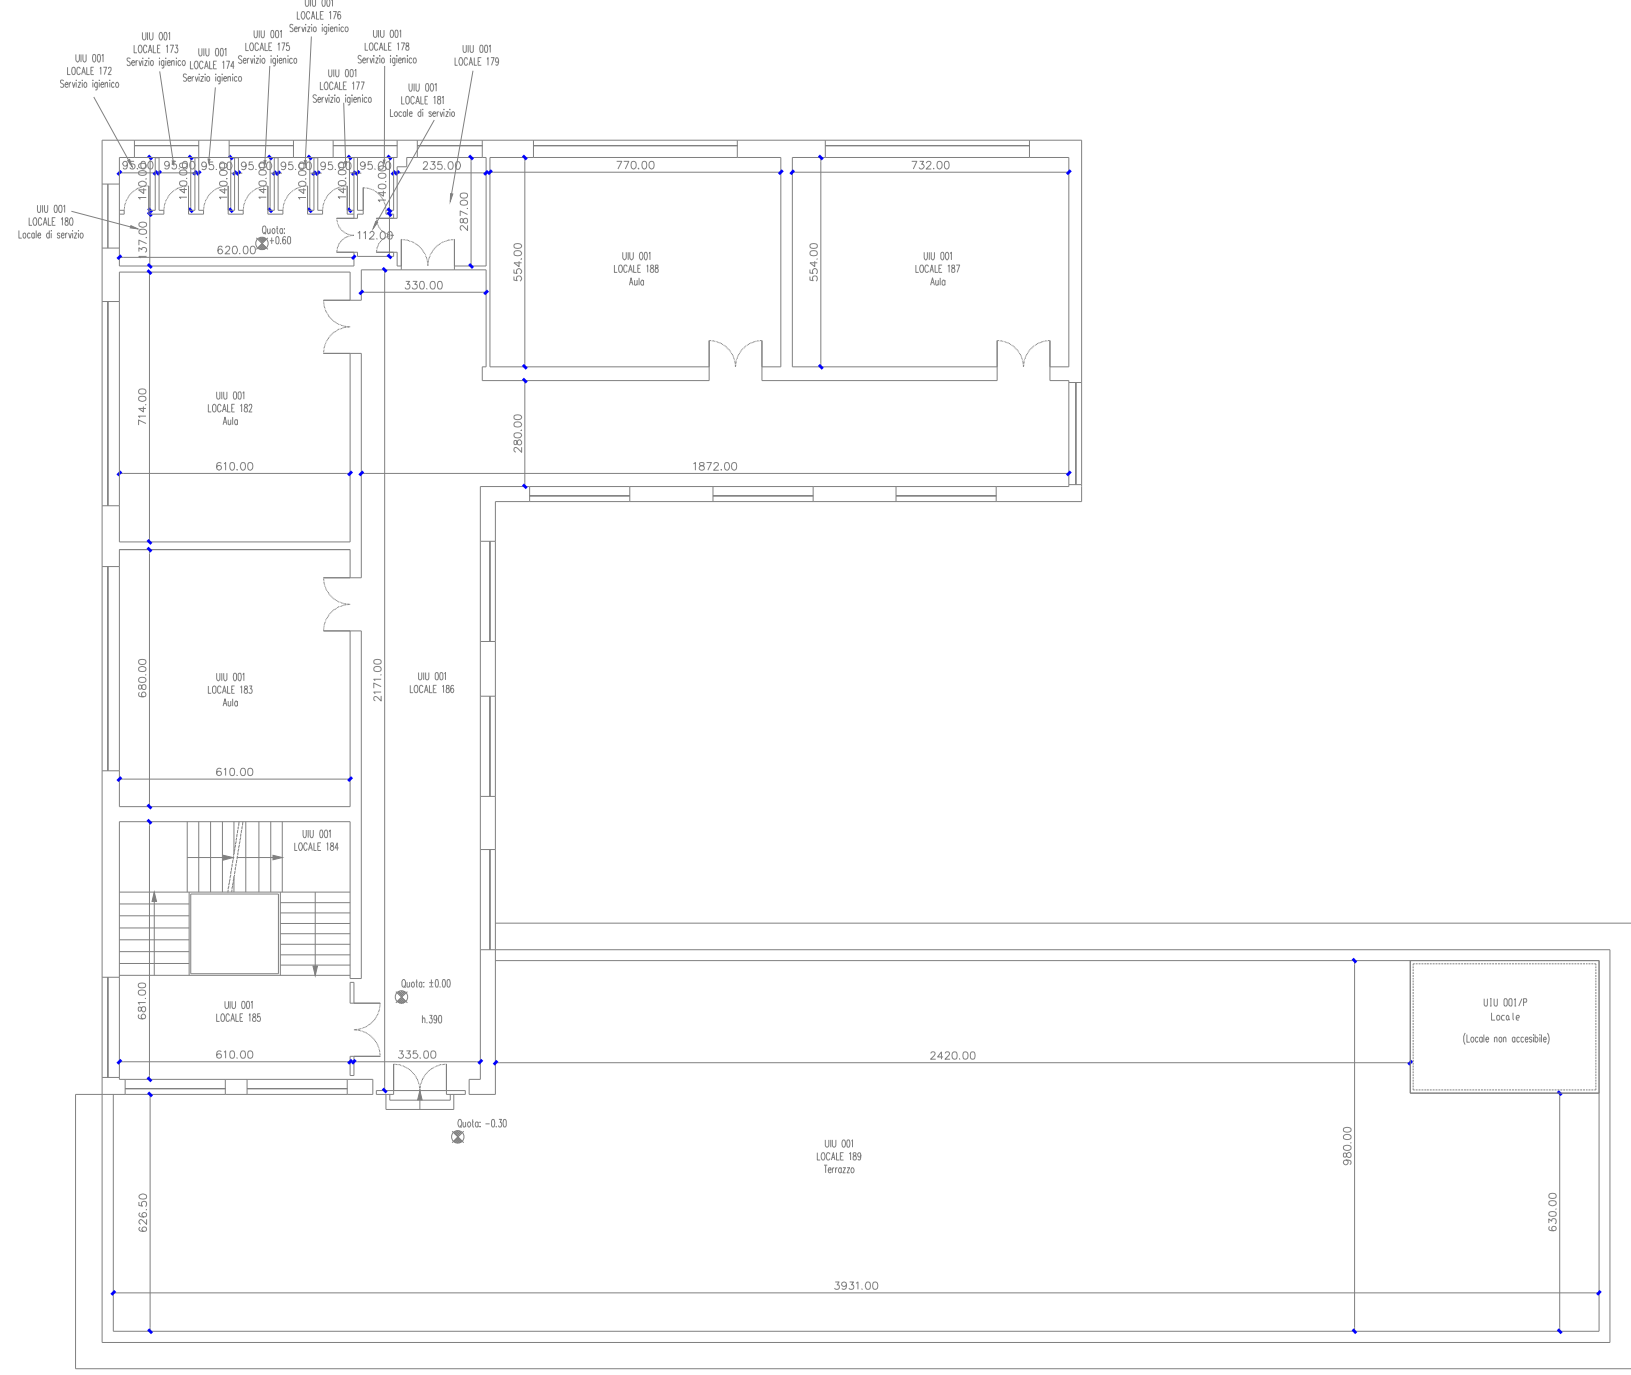 UIU 001
LOCALE 176
Servizio igienico
UIU 001
LOCALE 173
Servizio igienico
UIU 001
LOCALE 175
Servizio igienico
UIU 001
LOCALE 178
Servizio igienico
UIU 001
LOCALE 179
UIU 001
LOCALE 172
Servizio igienico
UIU 001
LOCALE 174
Servizio igienico
UIU 001
LOCALE 177
Servizio igienico
UIU 001
LOCALE 181
Locale di servizio
95.00
95.00
95.00
95.00
95.00
95.00
95.00
235.00
770.00
732.00
140.00
140.00
140.00
140.00
140.00
140.00
140.00
287.00
UIU 001
LOCALE 180
Locale di servizio
137.00
Quota:
+0.60
620.00
112.00
554.00
UIU 001
LOCALE 188
Aula
554.00
UIU 001
LOCALE 187
Aula
330.00
714.00
UIU 001
LOCALE 182
Aula
280.00
610.00
1872.00
680.00
UIU 001
LOCALE 183
Aula
2171.00
UIU 001
LOCALE 186
610.00
UIU 001
LOCALE 184
681.00
UIU 001
LOCALE 185
Quota: ±0.00
h.390
UIU 001/P
Locale
(Locale non accesibile)
610.00
335.00
2420.00
Quota: -0.30
UIU 001
LOCALE 189
Terrazzo
980.00
626.50
630.00
3931.00